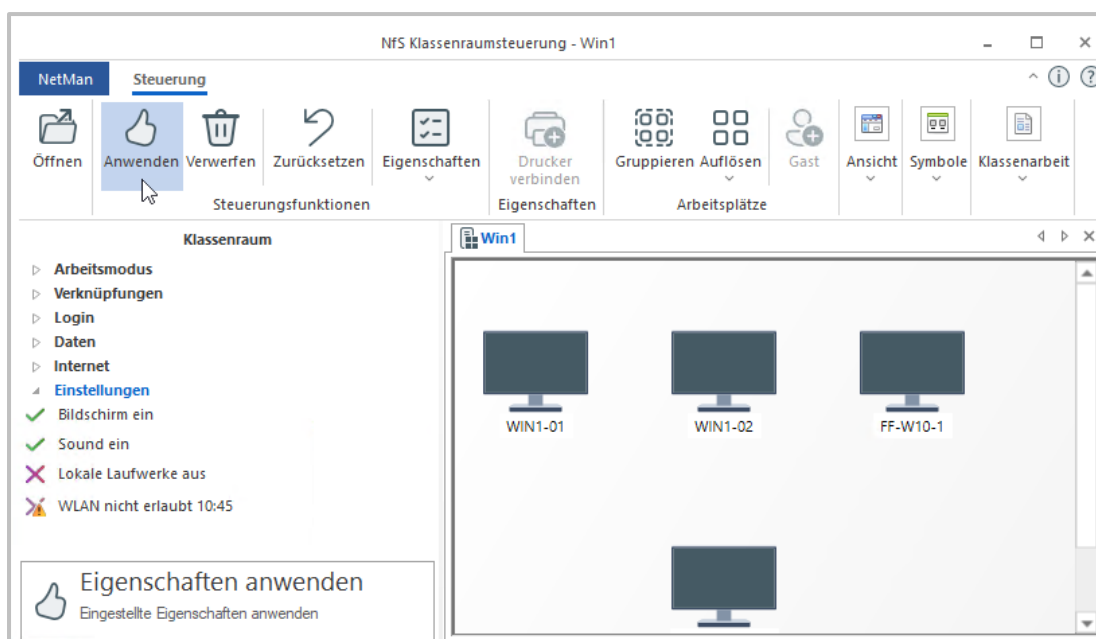 NfS Klassenraumsteuerung - Win1
NetMan Steuerung
Öffnen Anwenden Verwerfen Zurücksetzen Eigenschaften Drucker verbinden Gruppieren Auflösen Gast Ansicht Symbole Klassenarbeit
Steuerungsfunktionen Eigenschaften Arbeitsplätze
Klassenraum
Win1
Arbeitsmodus
Verknüpfungen
Login
Daten
Internet
Einstellungen
Bildschirm ein
Sound ein
Lokale Laufwerke aus
WLAN nicht erlaubt 10:45
WIN1-01 WIN1-02 FF-W10-1
Eigenschaften anwenden
Eingestellte Eigenschaften anwenden